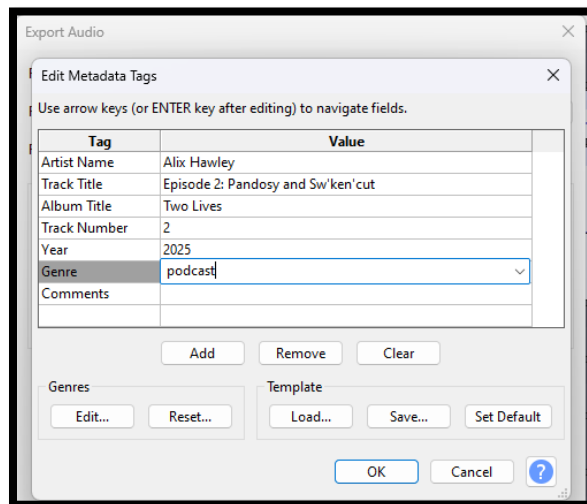 Export Audio
Edit Metadata Tags
Use arrow keys (or ENTER key after editing) to navigate fields.
Tag Value
Artist Name Alix Hawley
Track Title Episode 2: Pandosy and Sw'ken'cut
Album Title Two Lives
Track Number 2
Year 2025
Genre podcast
Comments
Add Remove Clear
Genres Template
Edit... Reset... Load... Save... Set Default
OK Cancel ?